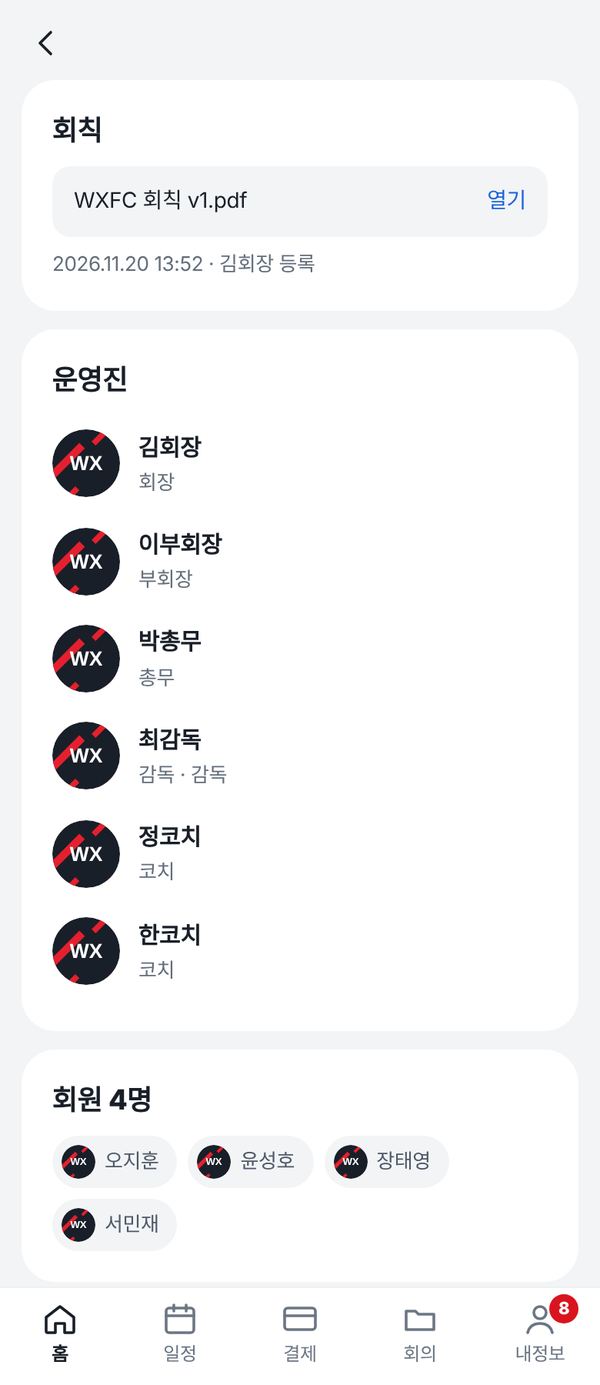 회칙
WXFC 회칙 v1.pdf 열기
2026.11.20 13:52 · 김회장 등록
운영진
WX
김회장
회장
WX
이부회장
부회장
WX
박총무
총무
WX
최감독
감독 · 감독
WX
정코치
코치
WX
한코치
코치
회원 4명
WX 오지훈 WX 윤성호 WX 장태영
WX 서민재
8
홈 일정 결제 회의 내정보